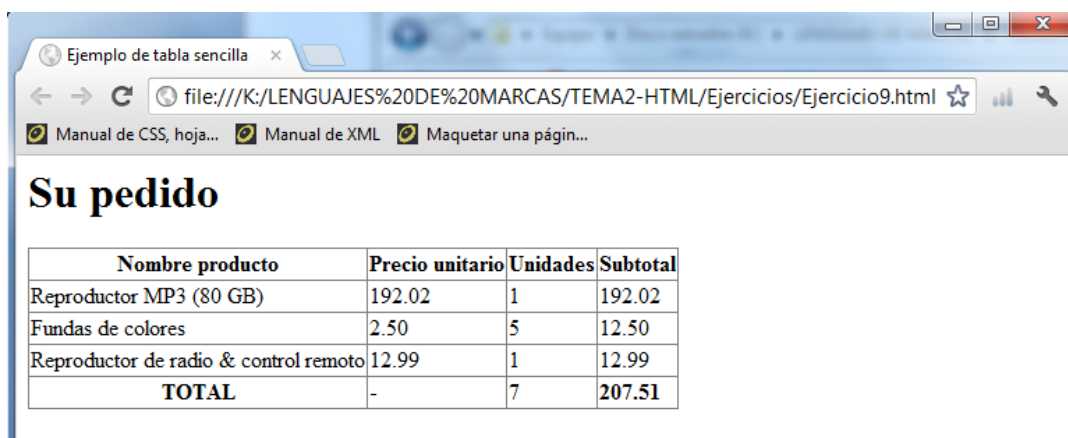 Ejemplo de tabla sencilla
file:///K:/LENGUAJES%20DE%20MARCAS/TEMA2-HTML/Ejercicios/Ejercicio9.html
Manual de CSS, hoja... Manual de XML Maquetar una págin...
Su pedido
Nombre producto Precio unitario Unidades Subtotal
Reproductor MP3 (80 GB) 192.02 1 192.02
Fundas de colores 2.50 5 12.50
Reproductor de radio & control remoto 12.99 1 12.99
TOTAL - 7 207.51